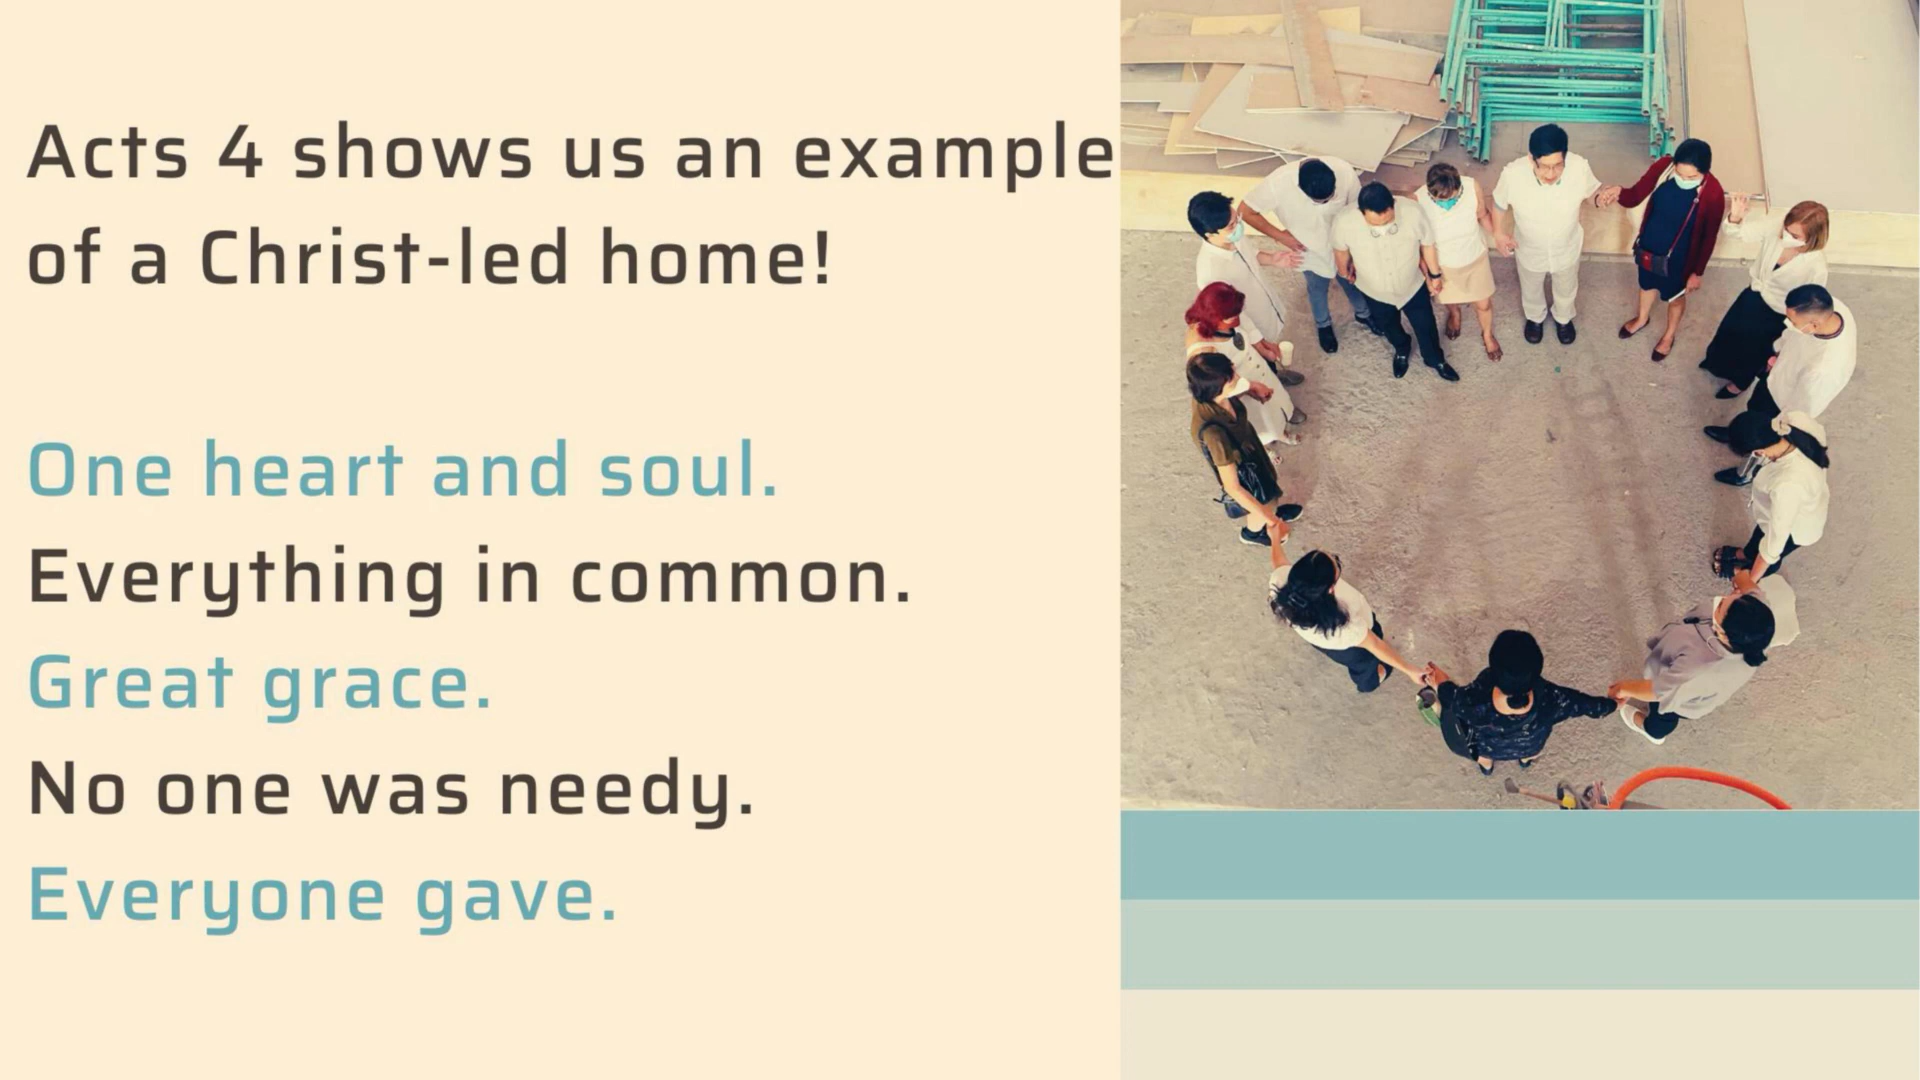 Acts 4 shows us an example
of a Christ-led home!
One heart and soul.
Everything in common.
Great grace.
No one was needy.
Everyone gave.